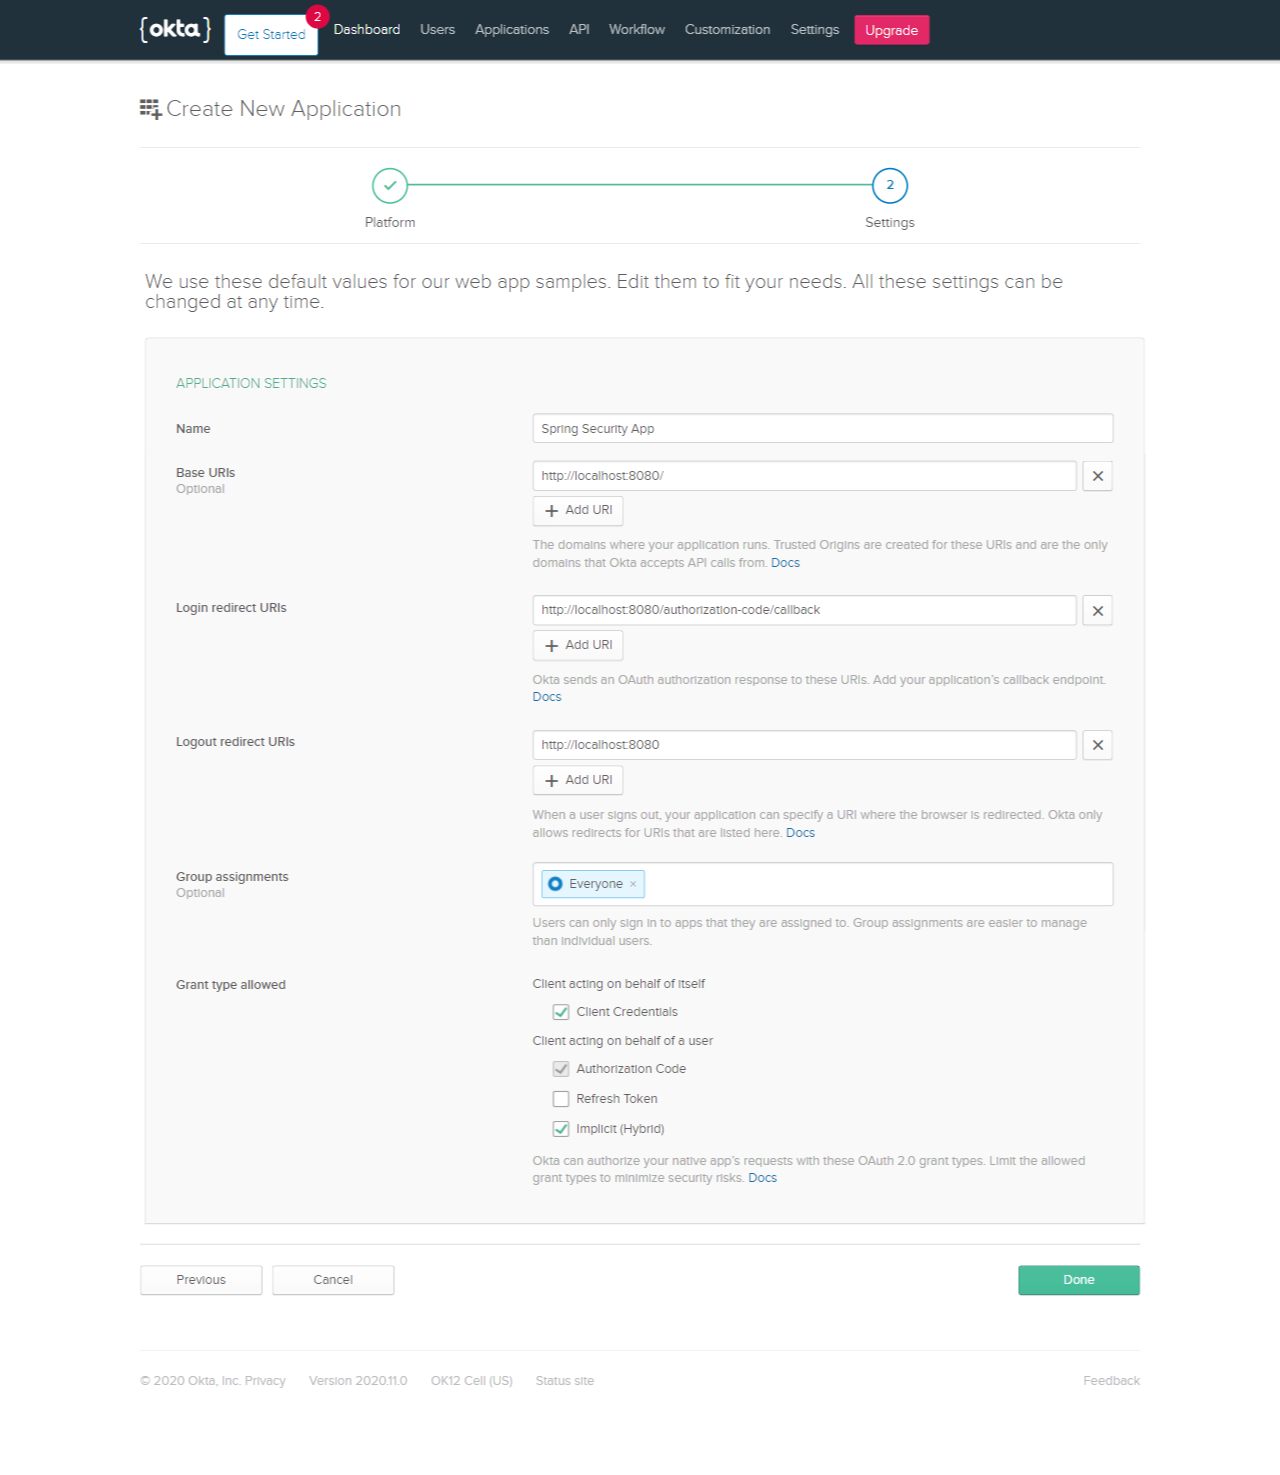 {okta}
Get Started
2
Dashboard Users Applications API Workflow Customization Settings Upgrade
Create New Application
2
Platform
Settings
We use these default values for our web app samples. Edit them to fit your needs. All these settings can be
changed at any time.
APPLICATION SETTINGS
Name
Spring Security App
Base URIs
Optional
http://localhost:8080/
Add URI
The domains where your application runs. Trusted Origins are created for these URIs and are the only
domains that Okta accepts API calls from. Docs
Login redirect URIs
http://localhost:8080/authorization-code/callback
Add URI
Okta sends an OAuth authorization response to these URIs. Add your application's callback endpoint.
Docs
Logout redirect URIs
http://localhost:8080
Add URI
When a user signs out, your application can specify a URI where the browser is redirected. Okta only
allows redirects for URIs that are listed here. Docs
Group assignments
Optional
Everyone ×
Users can only sign in to apps that they are assigned to. Group assignments are easier to manage
than individual users.
Grant type allowed
Client acting on behalf of itself
Client Credentials
Client acting on behalf of a user
Authorization Code
Refresh Token
Implicit (Hybrid)
Okta can authorize your native app's requests with these OAuth 2.0 grant types. Limit the allowed
grant types to minimize security risks. Docs
Previous
Cancel
Done
© 2020 Okta, Inc. Privacy Version 2020.11.0 OK12 Cell (US) Status site Feedback